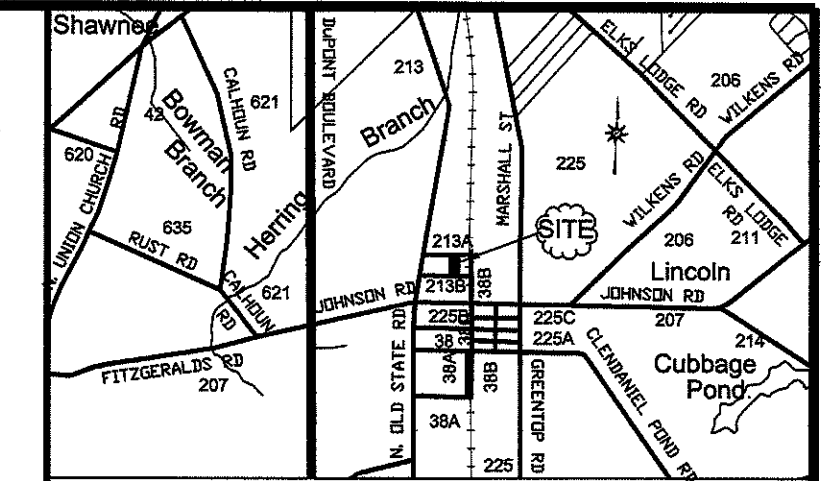 Shawnee
CALHOUN RD
621
42
Bowman
Branch
620
RD
N. UNION CHURCH
635
RUST RD
Herring
CALHOUN
RD
621
FITZGERALDS RD
207
DuPONT BOULEVARD
213
Branch
MARSHALL ST
ELKS LODGE RD
206
WILKENS RD
225
WILKENS RD
ELKS LODGE
RD
211
206
SITE
213A
213B
38B
Lincoln
JOHNSON RD
JOHNSON RD
207
225B
225C
38
38
225A
214
N. OLD STATE RD
38A
38B
38A
GREENTOP RD
225
CLENDANIEL POND RD
Cubbage
Pond